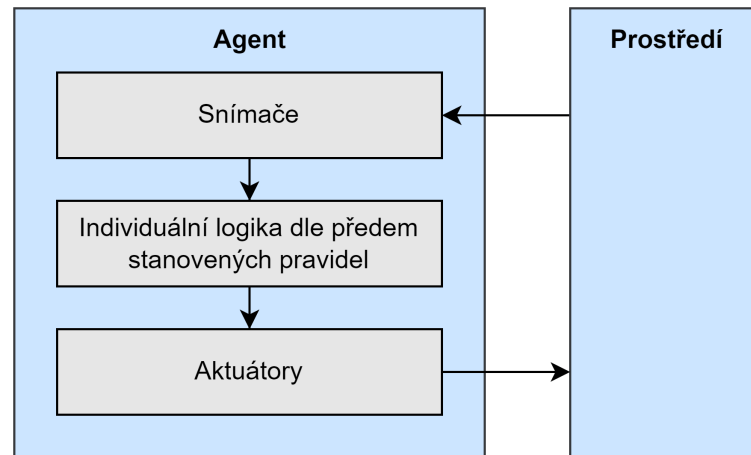 Agent
Prostředí
Snímače
Individuální logika dle předem
stanovených pravidel
Aktuátory